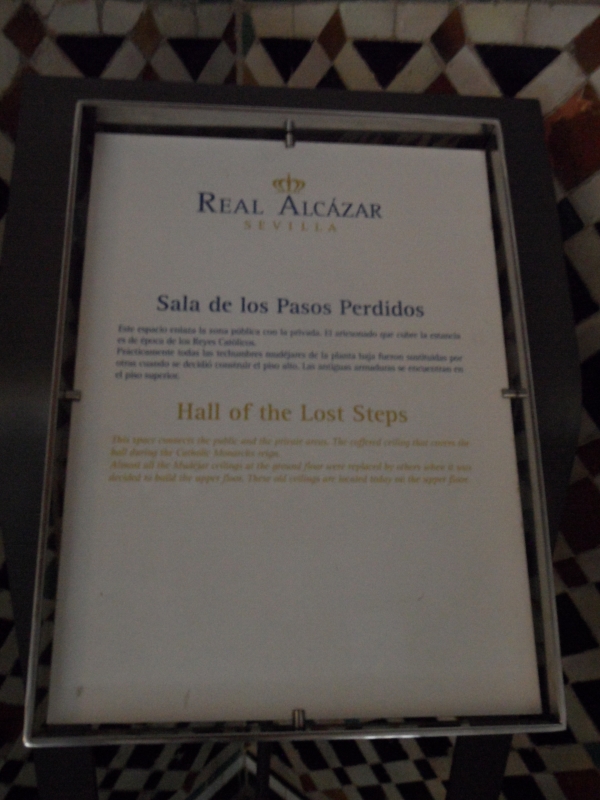 REAL ALCÁZAR
SEVILLA
Sala de los Pasos Perdidos
Este espacio enlaza la zona pública con la privada. El artesonado que cubre la estancia
es de época de los Reyes Católicos.
Prácticamente todas las techumbres mudéjares de la planta baja fueron sustituidas por
otras cuando se decidió construir el piso alto. Las antiguas armaduras se encuentran en
el piso superior.
Hall of the Lost Steps
This space connects the public and the private areas. The coffered ceiling that covers the
hall during the Catholic Monarchs reign.
Almost all the Mudéjar ceilings at the ground floor were replaced by others when it was
decided to build the upper floor. These old ceilings are located today on the upper floor.